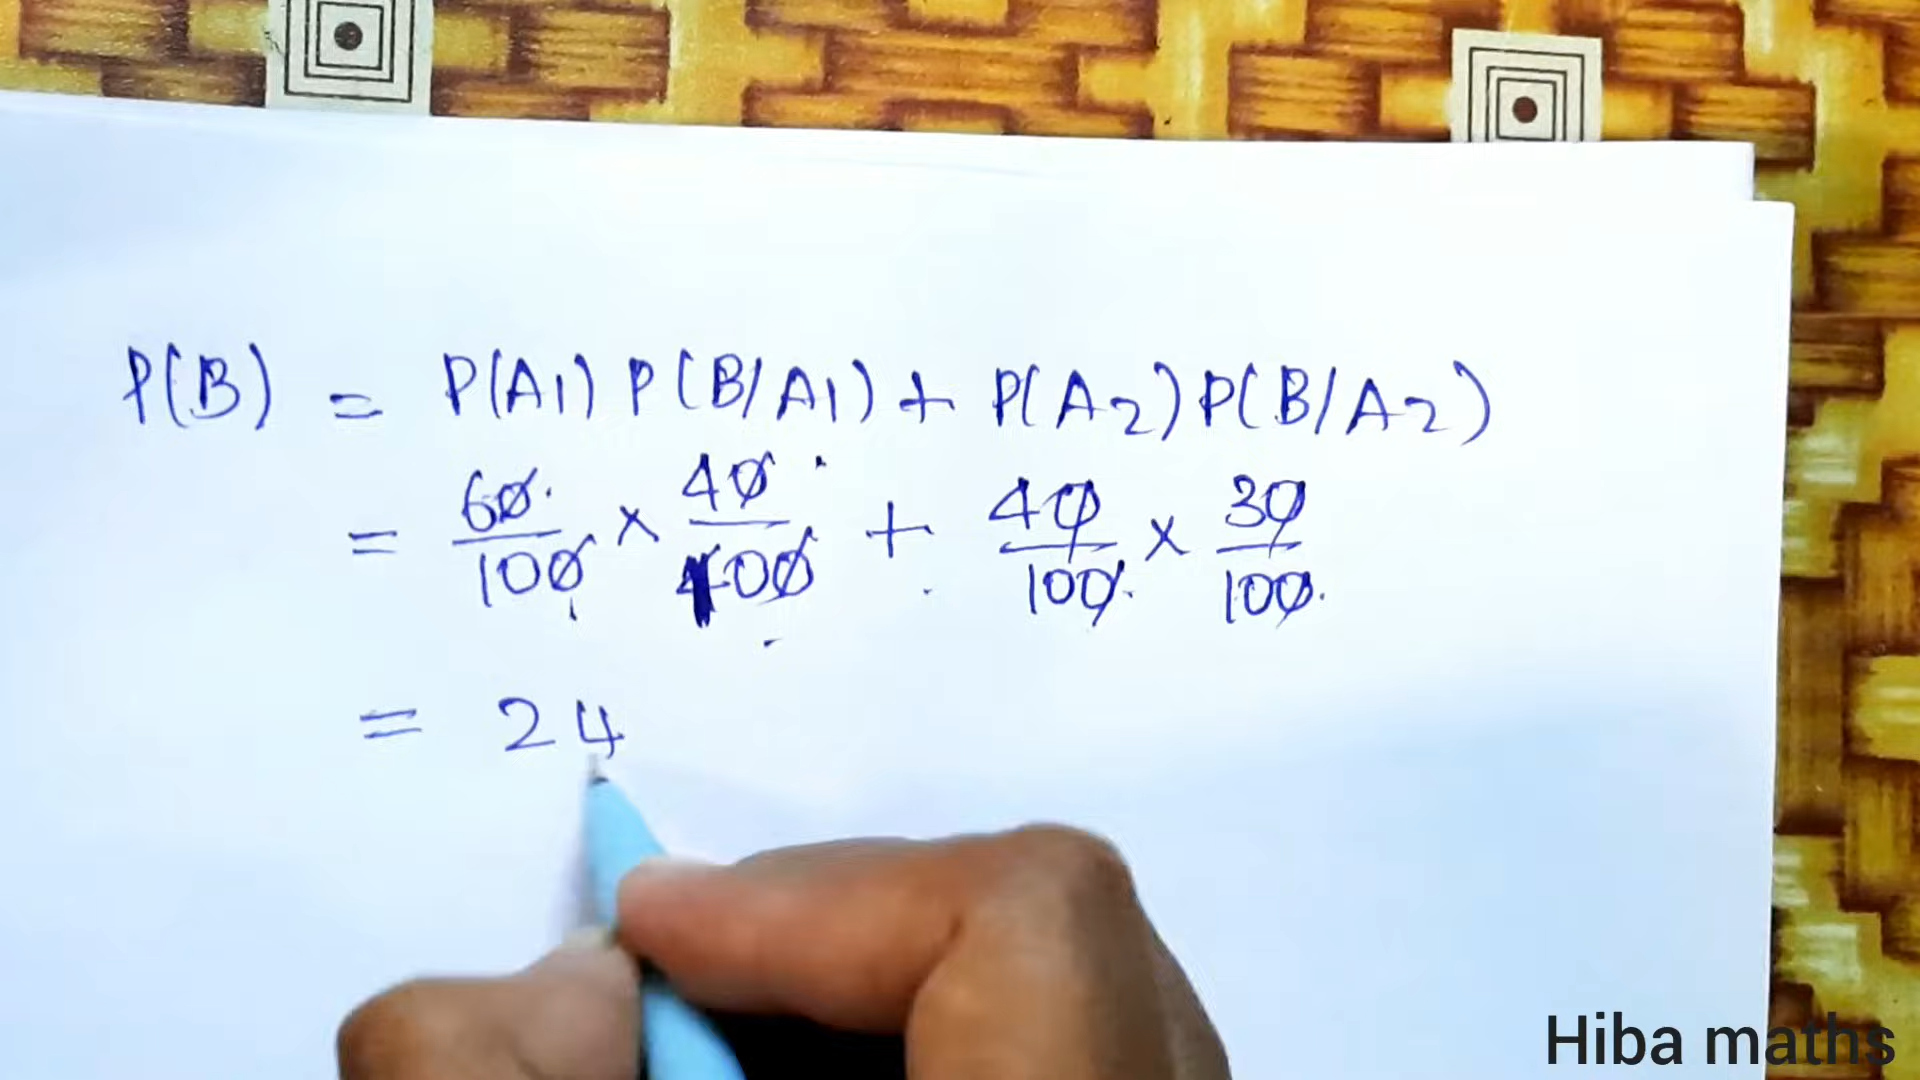 P(B) = P(A1) P(B/A1) + P(A2) P(B/A2)
= 60/100 × 40/100 + 40/100 × 30/100
= 24
Hiba maths